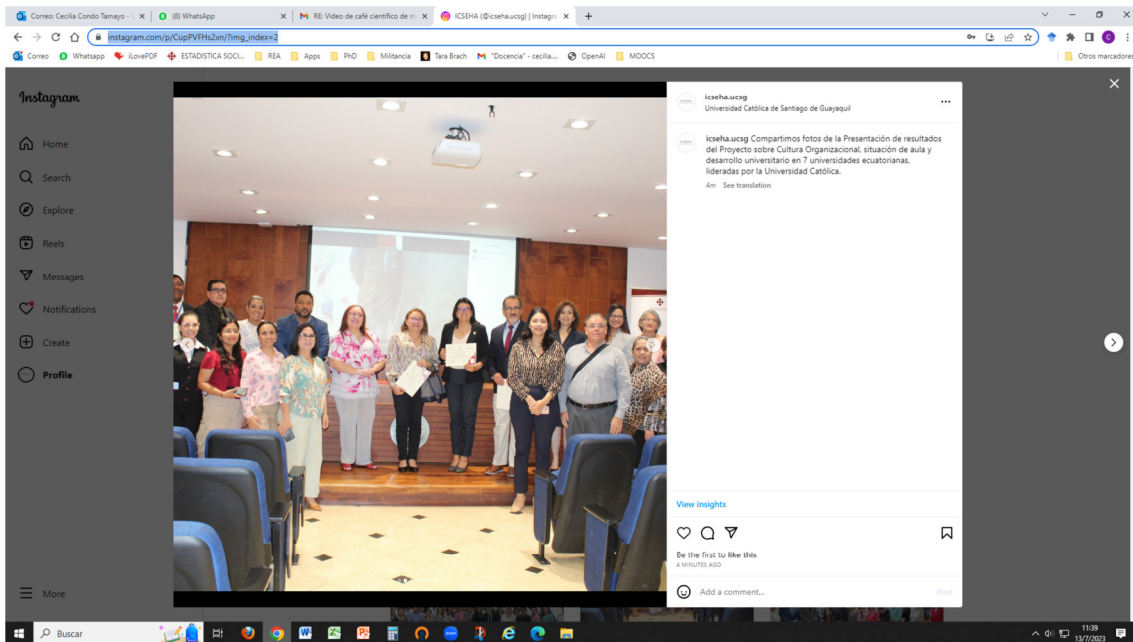 Correo: Cecilia Condo Tamayo -
(8) WhatsApp
RE: Video de café científico de m
ICSEHA (@icseha.ucsg) | Instagra
instagram.com/p/CupPVFHs2xn/?img_index=2
Correo
Whatsapp
iLovePDF
ESTADISTICA SOCI...
REA
Apps
PhD
Militancia
Tara Brach
"Docencia" - cecilia....
OpenAI
MOOCS
Otros marcadores
Instagram
Home
Search
Explore
Reels
Messages
Notifications
Create
Profile
More
icseha.ucsg
Universidad Católica de Santiago de Guayaquil
icseha.ucsg Compartimos fotos de la Presentación de resultados
del Proyecto sobre Cultura Organizacional, situación de aula y
desarrollo universitario en 7 universidades ecuatorianas,
lideradas por la Universidad Católica.
4m See translation
View insights
Be the first to like this
4 MINUTES AGO
Add a comment...
Post
Buscar
11:39
13/7/2023